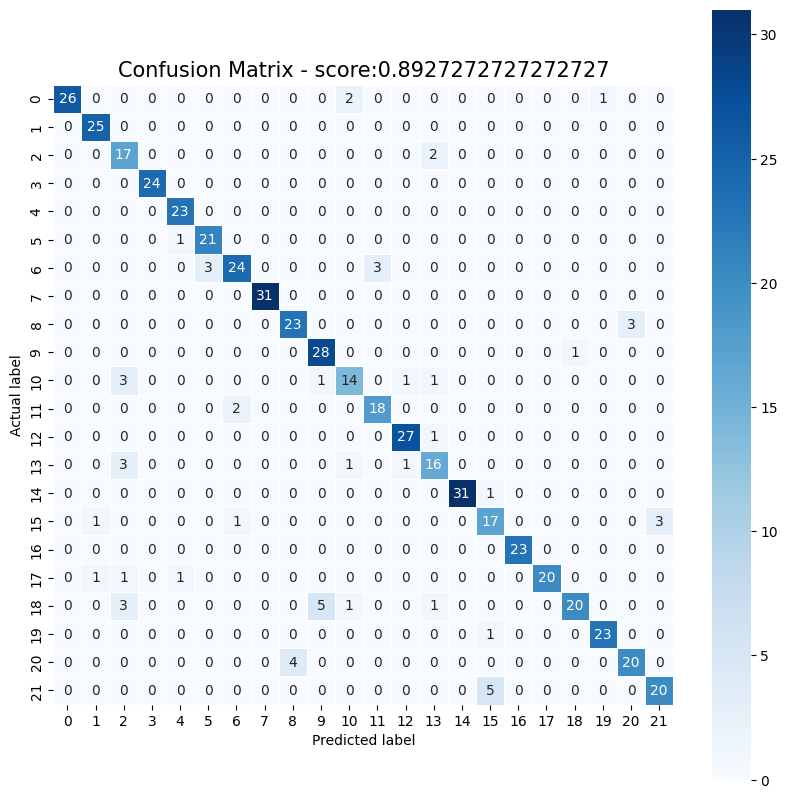 Confusion Matrix - score:0.8927272727272727
0 26 0 0 0 0 0 0 0 0 0 2 0 0 0 0 0 0 0 0 1 0 0
1 0 25 0 0 0 0 0 0 0 0 0 0 0 0 0 0 0 0 0 0 0 0
2 0 0 17 0 0 0 0 0 0 0 0 0 0 2 0 0 0 0 0 0 0 0
3 0 0 0 24 0 0 0 0 0 0 0 0 0 0 0 0 0 0 0 0 0 0
4 0 0 0 0 23 0 0 0 0 0 0 0 0 0 0 0 0 0 0 0 0 0
5 0 0 0 0 1 21 0 0 0 0 0 0 0 0 0 0 0 0 0 0 0 0
6 0 0 0 0 0 3 24 0 0 0 0 3 0 0 0 0 0 0 0 0 0 0
7 0 0 0 0 0 0 0 31 0 0 0 0 0 0 0 0 0 0 0 0 0 0
8 0 0 0 0 0 0 0 0 23 0 0 0 0 0 0 0 0 0 0 0 3 0
9 0 0 0 0 0 0 0 0 0 28 0 0 0 0 0 0 0 0 1 0 0 0
10 0 0 3 0 0 0 0 0 0 1 14 0 1 1 0 0 0 0 0 0 0 0
11 0 0 0 0 0 0 2 0 0 0 0 18 0 0 0 0 0 0 0 0 0 0
12 0 0 0 0 0 0 0 0 0 0 0 0 27 1 0 0 0 0 0 0 0 0
13 0 0 3 0 0 0 0 0 0 0 1 0 1 16 0 0 0 0 0 0 0 0
14 0 0 0 0 0 0 0 0 0 0 0 0 0 0 31 1 0 0 0 0 0 0
15 0 1 0 0 0 0 1 0 0 0 0 0 0 0 0 17 0 0 0 0 0 3
16 0 0 0 0 0 0 0 0 0 0 0 0 0 0 0 0 23 0 0 0 0 0
17 0 1 1 0 1 0 0 0 0 0 0 0 0 0 0 0 0 20 0 0 0 0
18 0 0 3 0 0 0 0 0 0 5 1 0 0 1 0 0 0 0 20 0 0 0
19 0 0 0 0 0 0 0 0 0 0 0 0 0 0 0 1 0 0 0 23 0 0
20 0 0 0 0 0 0 0 0 4 0 0 0 0 0 0 0 0 0 0 0 20 0
21 0 0 0 0 0 0 0 0 0 0 0 0 0 0 0 5 0 0 0 0 0 20
0 1 2 3 4 5 6 7 8 9 10 11 12 13 14 15 16 17 18 19 20 21
Predicted label
Actual label
30
25
20
15
10
5
0